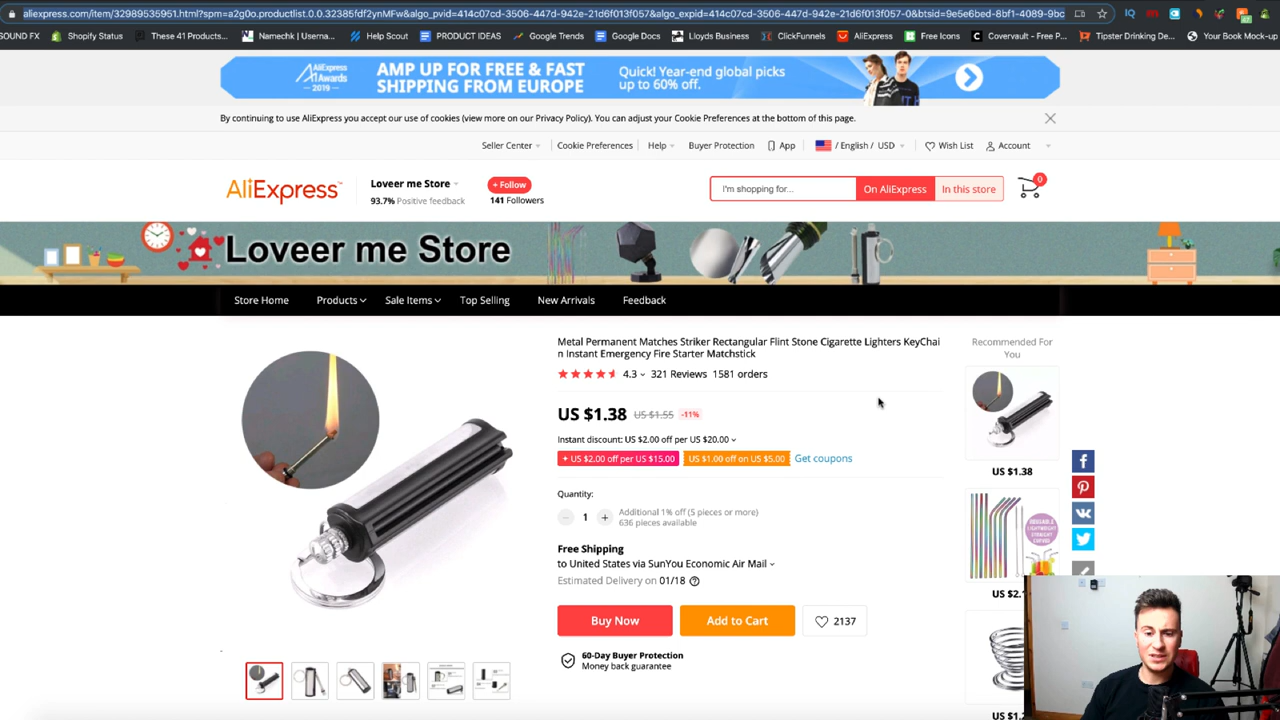 aliexpress.com/item/32989535951.html?spm=a2g0o.productlist.0.0.32385fdf2ynMFw&algo_pvid=414c07cd-3506-447d-942e-21d6f013f057&algo_expid=414c07cd-3506-447d-942e-21d6f013f057-0&btsid=9e5e6bed-8bf1-4089-9bc
SOUND FX Shopify Status These 41 Products... Namechk | Userna... Help Scout PRODUCT IDEAS Google Trends Google Docs Lloyds Business ClickFunnels AliExpress Free Icons Covervault - Free P... Tipster Drinking De... Your Book Mock-up
AliExpress Awards 2019
AMP UP FOR FREE & FAST
SHIPPING FROM EUROPE
Quick! Year-end global picks
up to 60% off.
By continuing to use AliExpress you accept our use of cookies (view more on our Privacy Policy). You can adjust your Cookie Preferences at the bottom of this page.
Seller Center Cookie Preferences Help Buyer Protection App / English / USD Wish List Account
AliExpress
Loveer me Store
93.7% Positive feedback
+ Follow
141 Followers
I'm shopping for... On AliExpress In this store 0
Loveer me Store
Store Home Products Sale Items Top Selling New Arrivals Feedback
Metal Permanent Matches Striker Rectangular Flint Stone Cigarette Lighters KeyChai
n Instant Emergency Fire Starter Matchstick
4.3 321 Reviews 1581 orders
US $1.38 US $1.55 -11%
Instant discount: US $2.00 off per US $20.00
+ US $2.00 off per US $15.00 US $1.00 off on US $5.00 Get coupons
Quantity:
1
Additional 1% off (5 pieces or more)
636 pieces available
Free Shipping
to United States via SunYou Economic Air Mail
Estimated Delivery on 01/18
Buy Now Add to Cart 2137
60-Day Buyer Protection
Money back guarantee
Recommended For
You
US $1.38
REUSABLE
LIGHTWEIGHT
STRAWS
US $2.
US $1.